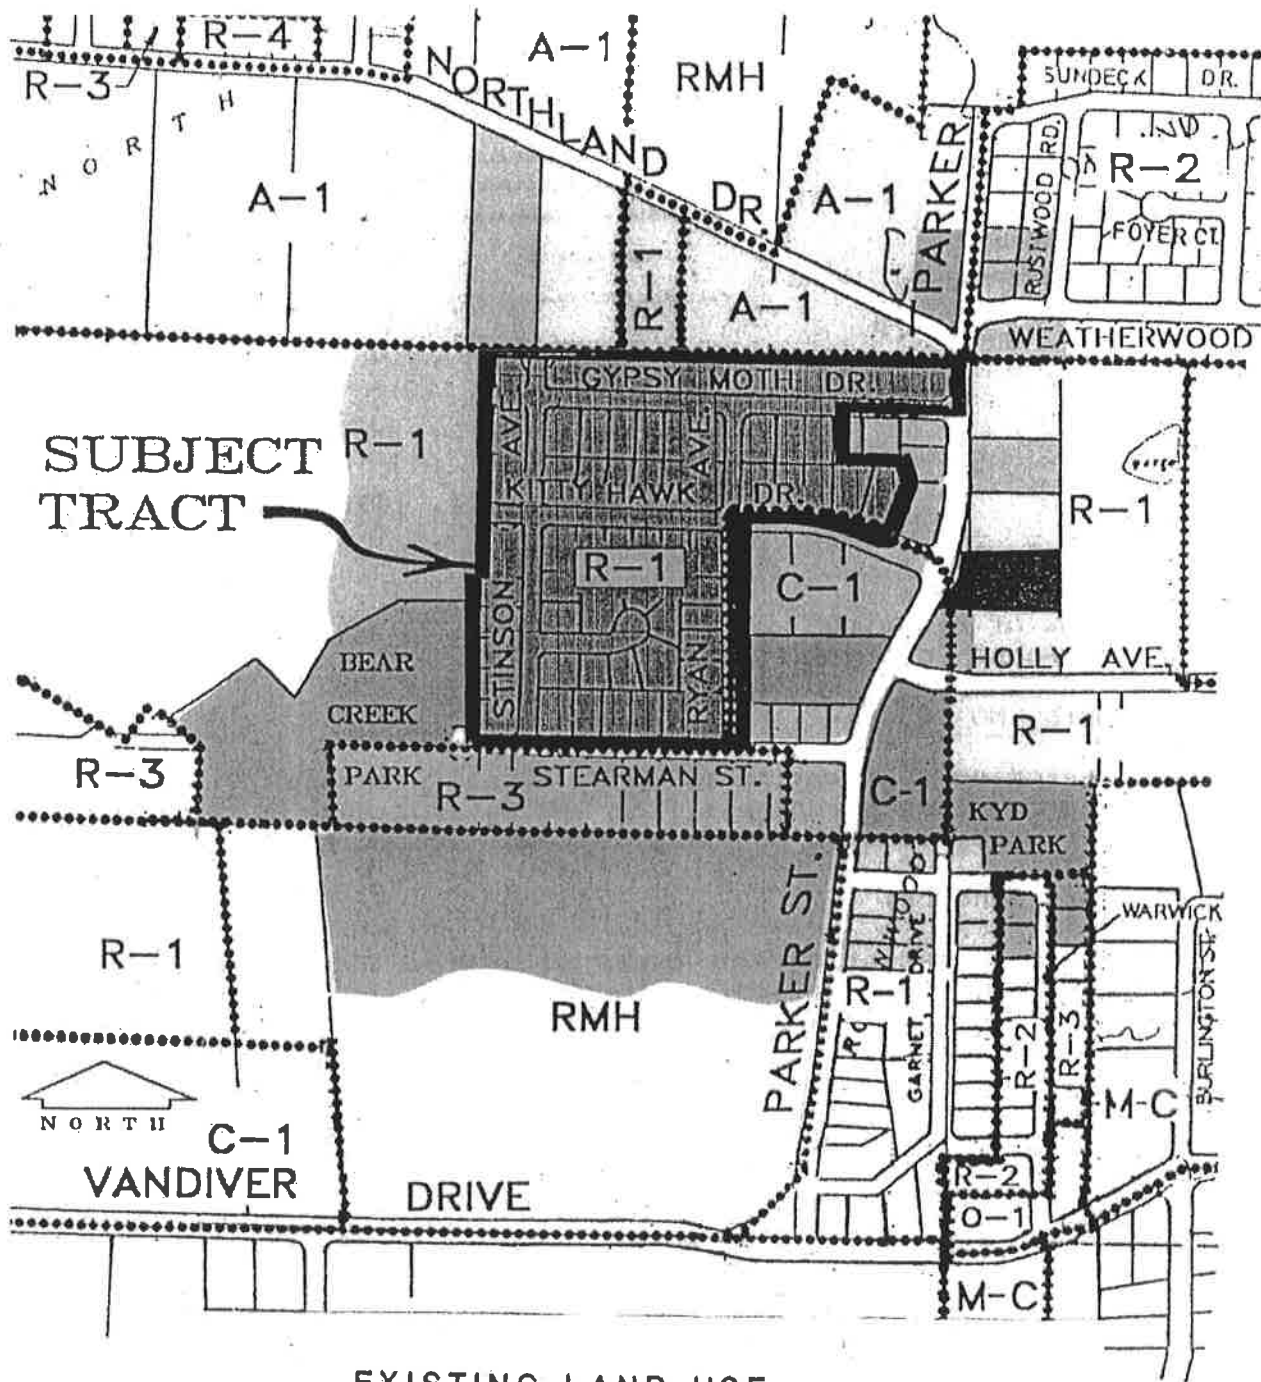 R-4
A-1
R-3
NORTH
NORTHLAND DR.
RMH
PARKER
SUNDECK DR.
R-2
RUSTWOOD RD.
FOYER CT.
A-1
A-1
R-1
A-1
WEATHERWOOD
GYPSY MOTH DR.
SUBJECT
TRACT
R-1
STINSON AVE
RYAN AVE.
KITTY HAWK DR.
R-1
R-1
C-1
BEAR
CREEK
PARK
HOLLY AVE.
R-1
R-3
R-3
STEARMAN ST.
C-1
KYD
PARK
PARKER ST.
WARWICK
R-1
R-1
GARNET DRIVE
RMH
R-2
R-3
M-C
BURLINGTON ST.
NORTH
C-1
VANDIVER DRIVE
R-2
O-1
M-C
EXISTING LAND USE